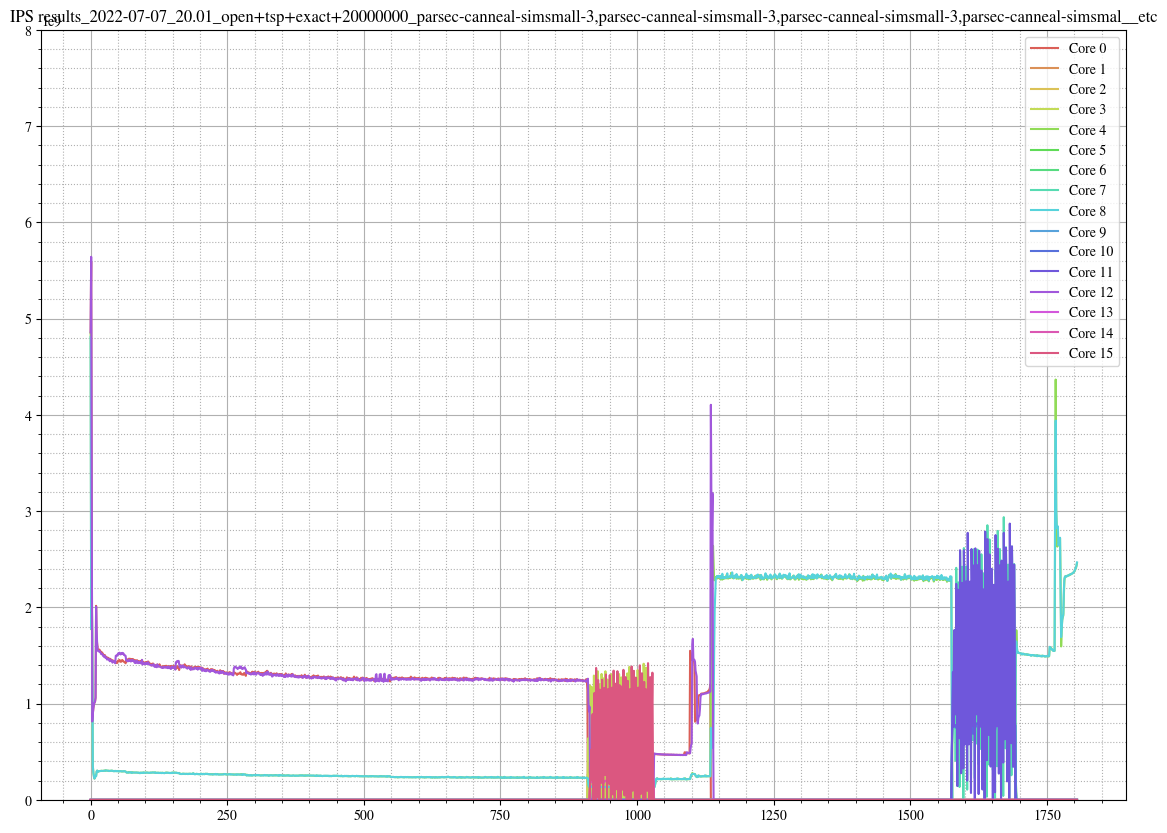 IPS results_2022-07-07_20.01_open+tsp+exact+20000000_parsec-canneal-simsmall-3,parsec-canneal-simsmall-3,parsec-canneal-simsmall-3,parsec-canneal-simsmal__etc
1e9
8
7
6
5
4
3
2
1
0
0
250
500
750
1000
1250
1500
1750
Core 0
Core 1
Core 2
Core 3
Core 4
Core 5
Core 6
Core 7
Core 8
Core 9
Core 10
Core 11
Core 12
Core 13
Core 14
Core 15